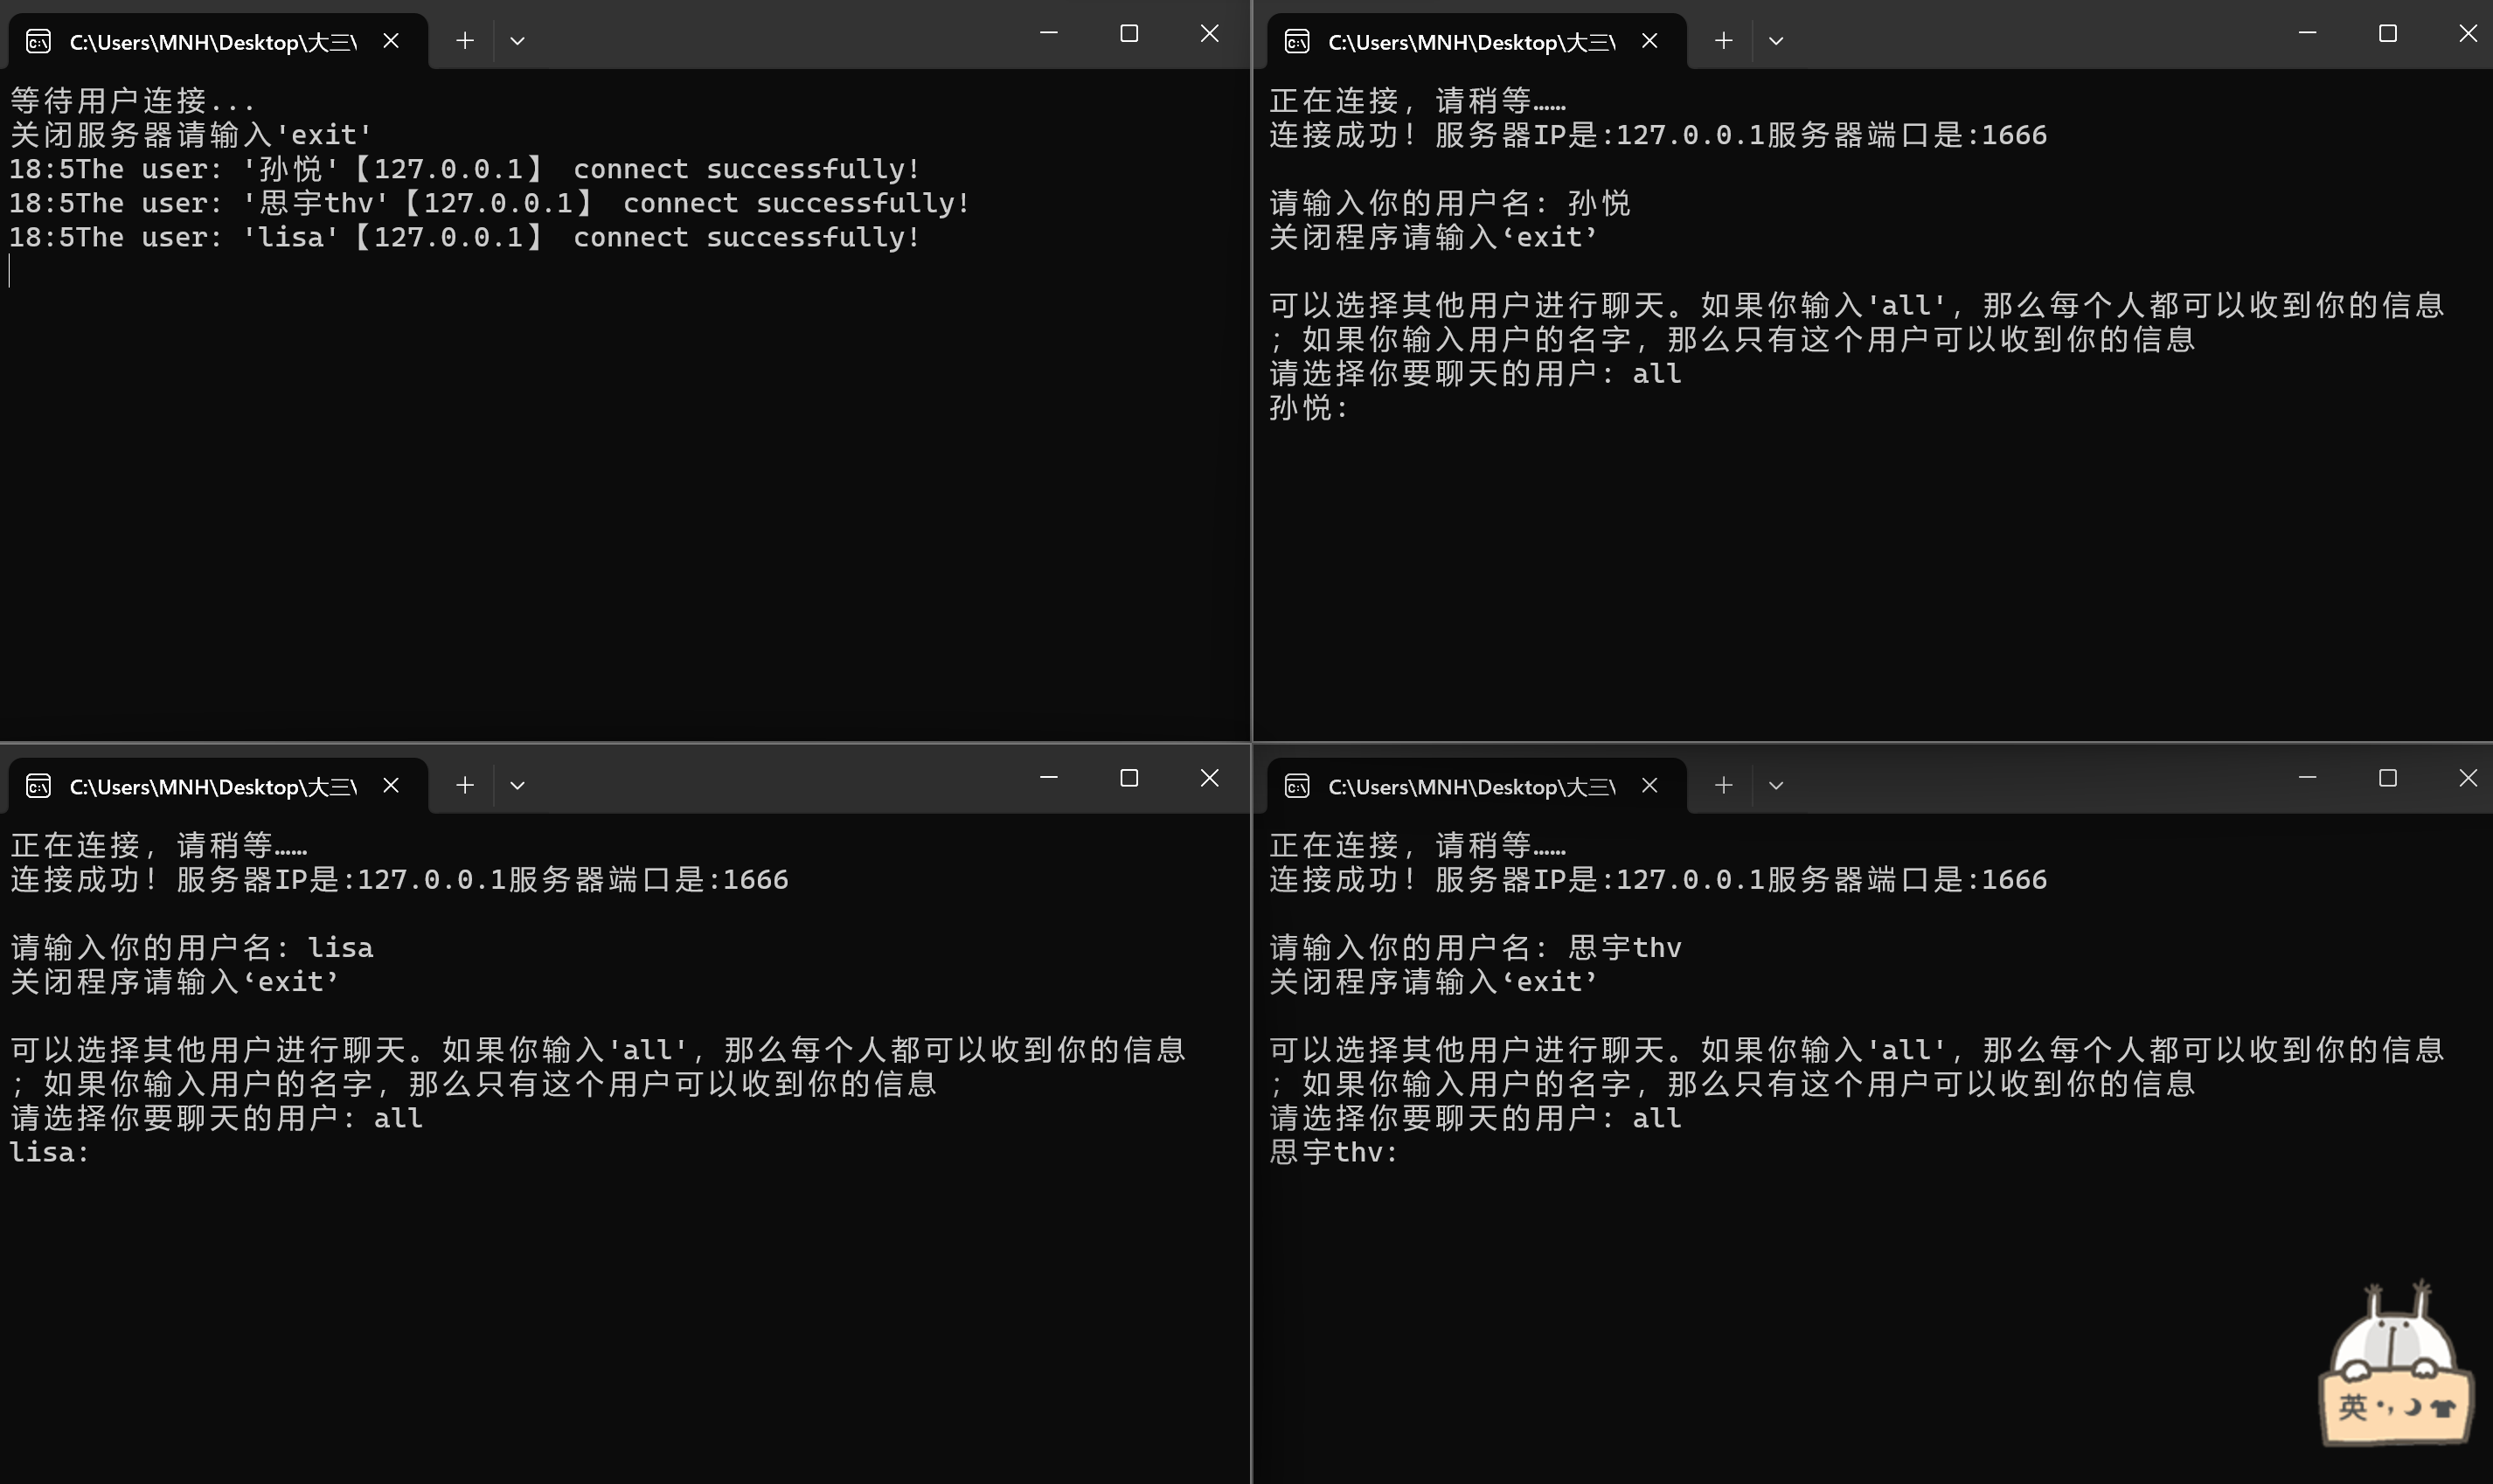 C:\Users\MNH\Desktop\大三\
等待用户连接...
关闭服务器请输入'exit'
18:5The user: '孙悦'【127.0.0.1】 connect successfully!
18:5The user: '思宇thv'【127.0.0.1】 connect successfully!
18:5The user: 'lisa'【127.0.0.1】 connect successfully!
C:\Users\MNH\Desktop\大三\
正在连接，请稍等……
连接成功！服务器IP是:127.0.0.1服务器端口是:1666
请输入你的用户名：孙悦
关闭程序请输入‘exit’
可以选择其他用户进行聊天。如果你输入'all'，那么每个人都可以收到你的信息
；如果你输入用户的名字，那么只有这个用户可以收到你的信息
请选择你要聊天的用户：all
孙悦:
C:\Users\MNH\Desktop\大三\
正在连接，请稍等……
连接成功！服务器IP是:127.0.0.1服务器端口是:1666
请输入你的用户名：lisa
关闭程序请输入‘exit’
可以选择其他用户进行聊天。如果你输入'all'，那么每个人都可以收到你的信息
；如果你输入用户的名字，那么只有这个用户可以收到你的信息
请选择你要聊天的用户：all
lisa:
C:\Users\MNH\Desktop\大三\
正在连接，请稍等……
连接成功！服务器IP是:127.0.0.1服务器端口是:1666
请输入你的用户名：思宇thv
关闭程序请输入‘exit’
可以选择其他用户进行聊天。如果你输入'all'，那么每个人都可以收到你的信息
；如果你输入用户的名字，那么只有这个用户可以收到你的信息
请选择你要聊天的用户：all
思宇thv:
英